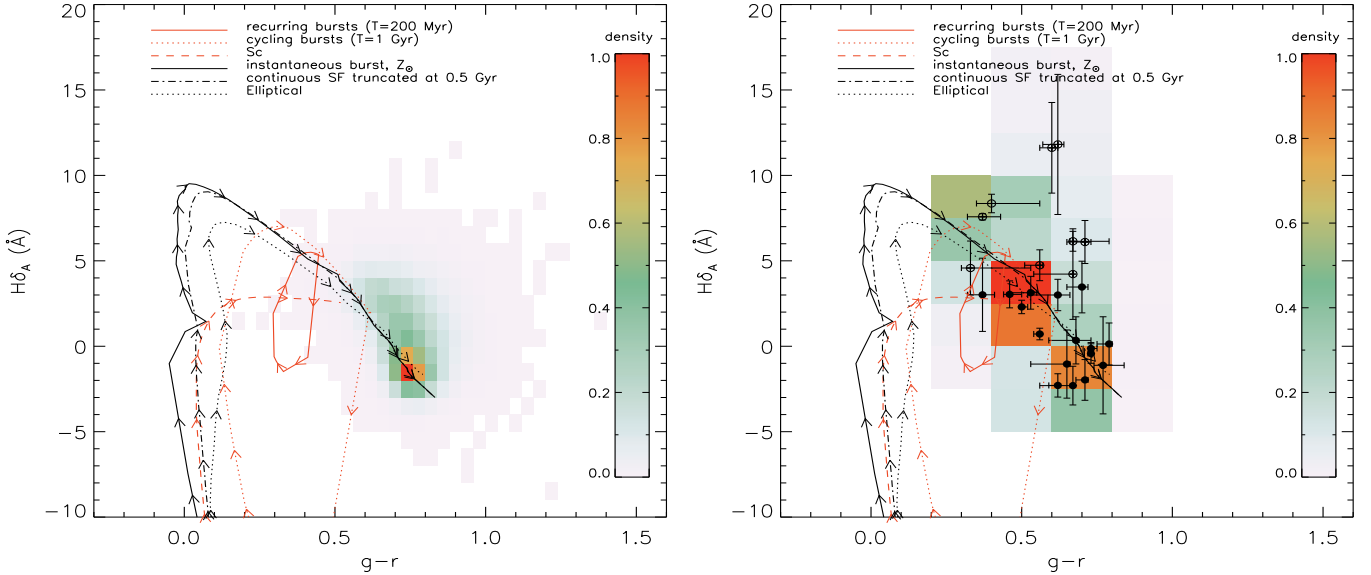 recurring bursts (T=200 Myr)
cycling bursts (T=1 Gyr)
Sc
instantaneous burst, Z⊙
continuous SF truncated at 0.5 Gyr
Elliptical
density
1.0
0.8
0.6
0.4
0.2
0.0
20
15
10
5
0
−5
−10
HδA (Å)
0.0
0.5
1.0
1.5
g−r
recurring bursts (T=200 Myr)
cycling bursts (T=1 Gyr)
Sc
instantaneous burst, Z⊙
continuous SF truncated at 0.5 Gyr
Elliptical
density
1.0
0.8
0.6
0.4
0.2
0.0
20
15
10
5
0
−5
−10
HδA (Å)
0.0
0.5
1.0
1.5
g−r